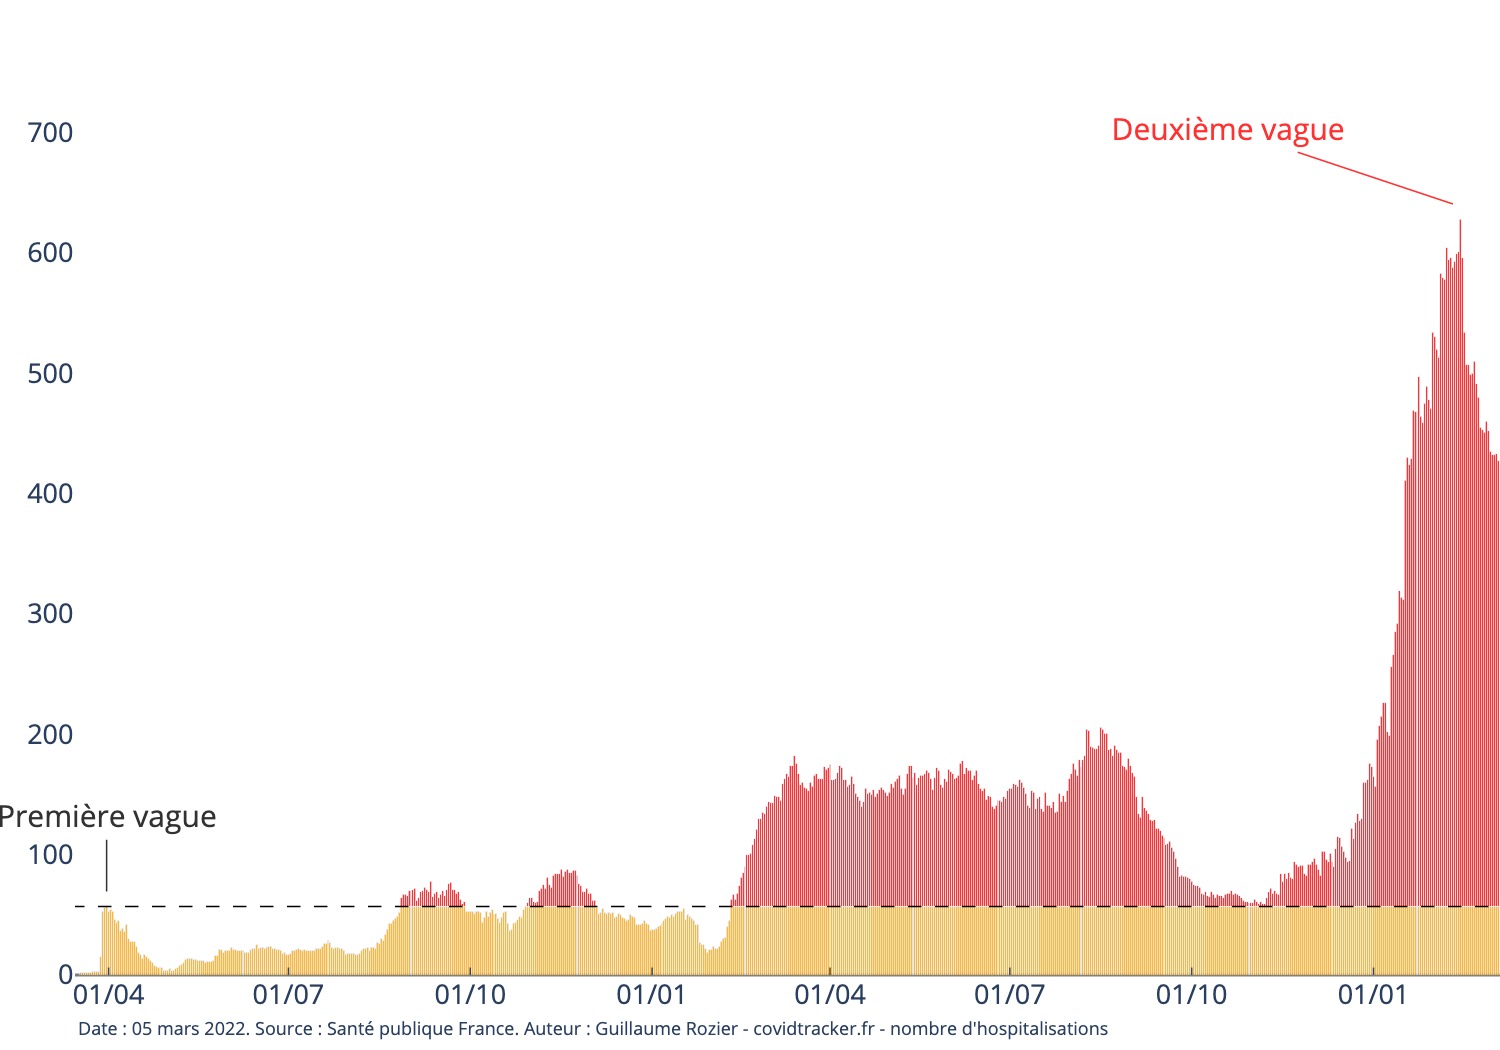 700
Deuxième vague
600
500
400
300
200
Première vague
100
0
01/04 01/07 01/10 01/01 01/04 01/07 01/10 01/01
Date : 05 mars 2022. Source : Santé publique France. Auteur : Guillaume Rozier - covidtracker.fr - nombre d'hospitalisations